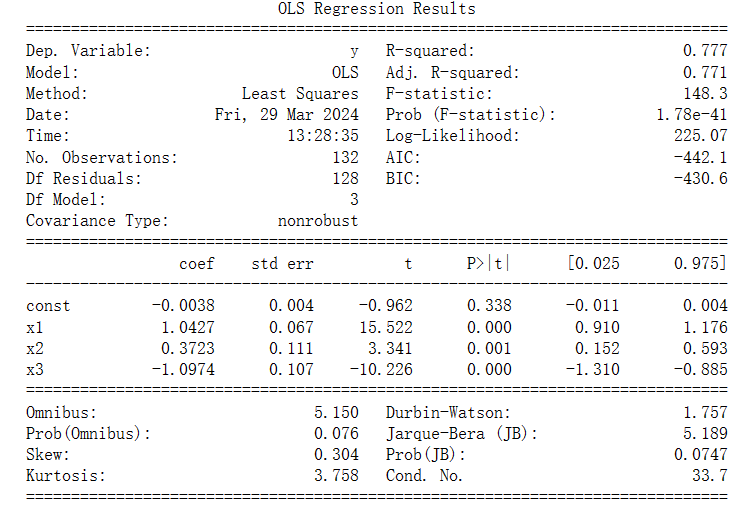 OLS Regression Results
==============================================================================
Dep. Variable: y R-squared: 0.777
Model: OLS Adj. R-squared: 0.771
Method: Least Squares F-statistic: 148.3
Date: Fri, 29 Mar 2024 Prob (F-statistic): 1.78e-41
Time: 13:28:35 Log-Likelihood: 225.07
No. Observations: 132 AIC: -442.1
Df Residuals: 128 BIC: -430.6
Df Model: 3
Covariance Type: nonrobust
==============================================================================
coef std err t P>|t| [0.025 0.975]
------------------------------------------------------------------------------
const -0.0038 0.004 -0.962 0.338 -0.011 0.004
x1 1.0427 0.067 15.522 0.000 0.910 1.176
x2 0.3723 0.111 3.341 0.001 0.152 0.593
x3 -1.0974 0.107 -10.226 0.000 -1.310 -0.885
==============================================================================
Omnibus: 5.150 Durbin-Watson: 1.757
Prob(Omnibus): 0.076 Jarque-Bera (JB): 5.189
Skew: 0.304 Prob(JB): 0.0747
Kurtosis: 3.758 Cond. No. 33.7
==============================================================================